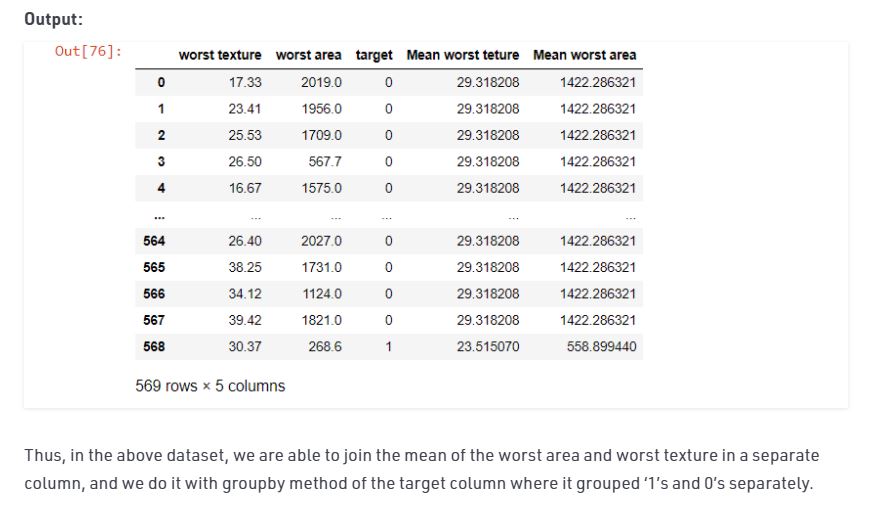 Output:
Out[76]:
worst texture worst area target Mean worst teture Mean worst area
0 17.33 2019.0 0 29.318208 1422.286321
1 23.41 1956.0 0 29.318208 1422.286321
2 25.53 1709.0 0 29.318208 1422.286321
3 26.50 567.7 0 29.318208 1422.286321
4 16.67 1575.0 0 29.318208 1422.286321
... ... ... ... ... ...
564 26.40 2027.0 0 29.318208 1422.286321
565 38.25 1731.0 0 29.318208 1422.286321
566 34.12 1124.0 0 29.318208 1422.286321
567 39.42 1821.0 0 29.318208 1422.286321
568 30.37 268.6 1 23.515070 558.899440
569 rows × 5 columns
Thus, in the above dataset, we are able to join the mean of the worst area and worst texture in a separate
column, and we do it with groupby method of the target column where it grouped ‘1’s and 0’s separately.